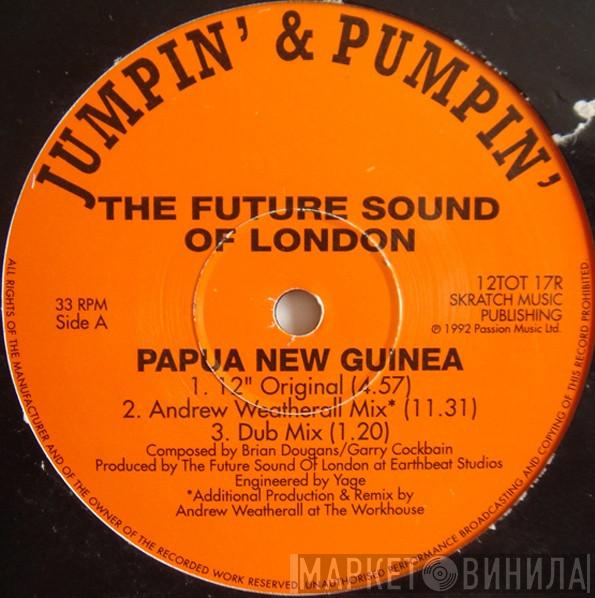 JUMPIN' & PUMPIN'
THE FUTURE SOUND
OF LONDON
33 RPM
Side A
12TOT 17R
SKRATCH MUSIC
PUBLISHING
℗ 1992 Passion Music Ltd.
PAPUA NEW GUINEA
1. 12" Original (4.57)
2. Andrew Weatherall Mix* (11.31)
3. Dub Mix (1.20)
Composed by Brian Dougans/Garry Cockbain
Produced by The Future Sound Of London at Earthbeat Studios
Engineered by Yage
*Additional Production & Remix by
Andrew Weatherall at The Workhouse
ALL RIGHTS OF THE MANUFACTURER AND OF THE OWNER OF THE RECORDED WORK RESERVED. UNAUTHORISED PERFORMANCE BROADCASTING AND COPYING OF THIS RECORD PROHIBITED.
МАРКЕТ ВИНИЛА